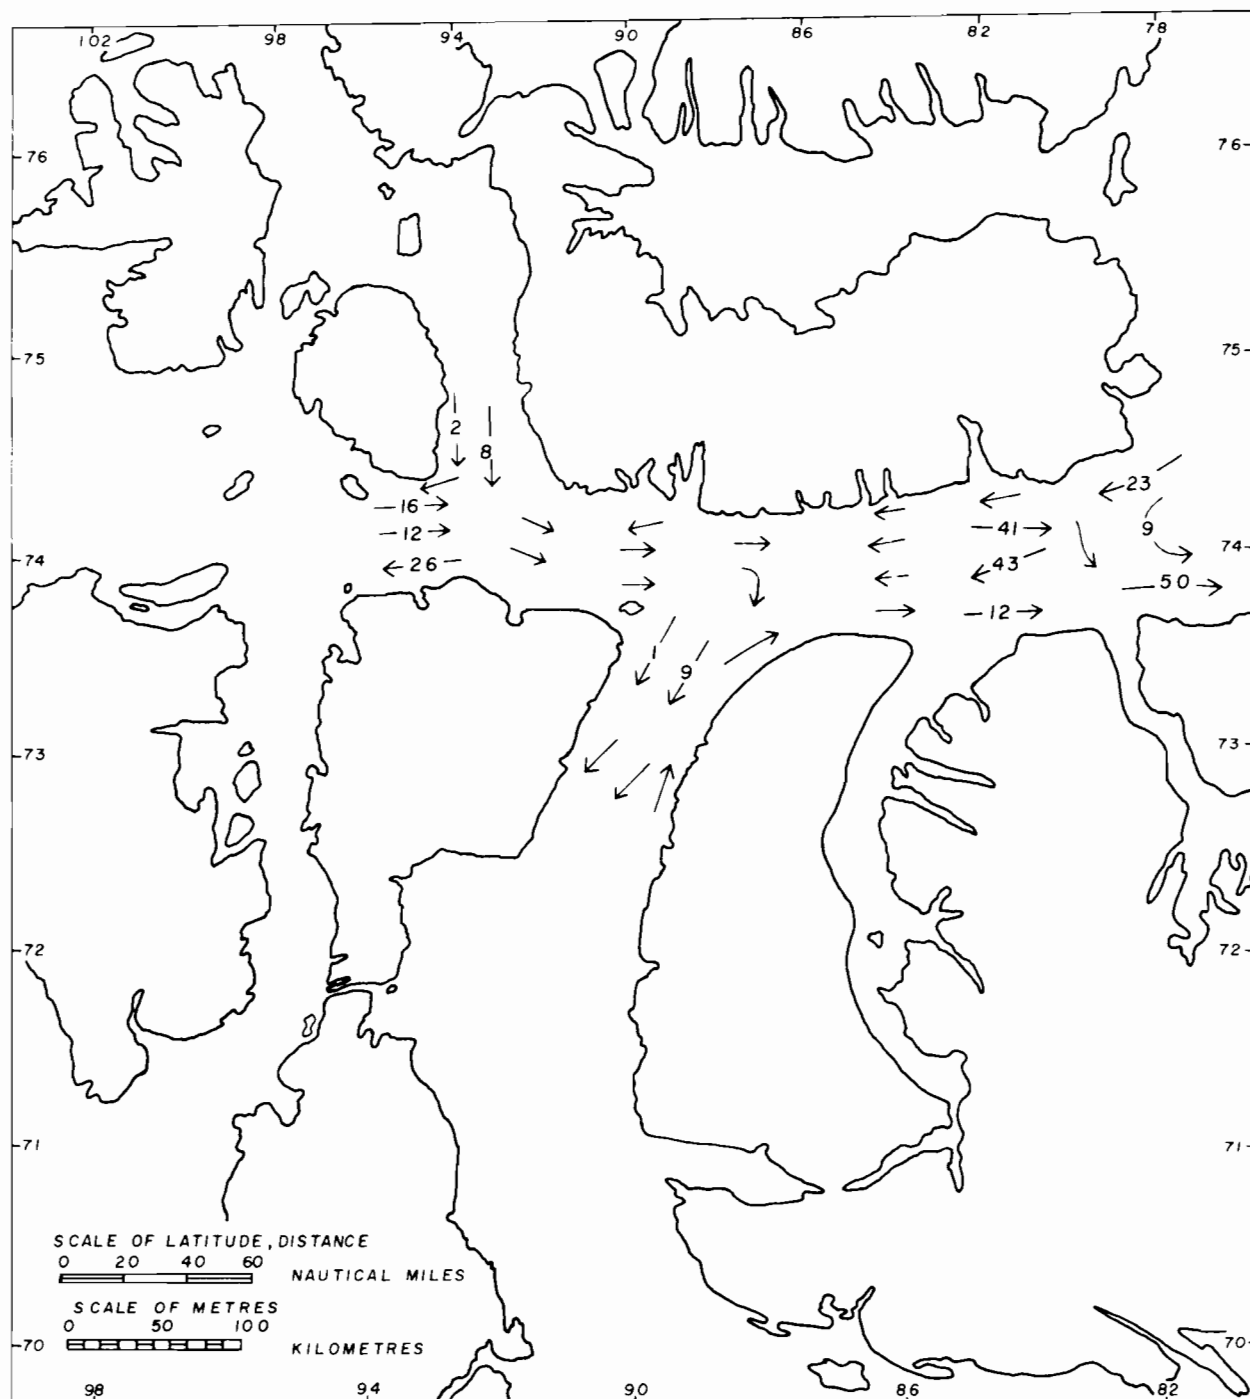 102 98 94 90 86 82 78
76 76
75 75
2
8
23
16 41 9
12 74
74 26 43 50
12
1
9
73 73
72 72
71 71
SCALE OF LATITUDE, DISTANCE
0 20 40 60
NAUTICAL MILES
SCALE OF METRES
0 50 100
KILOMETRES
70 70
98 94 90 86 82